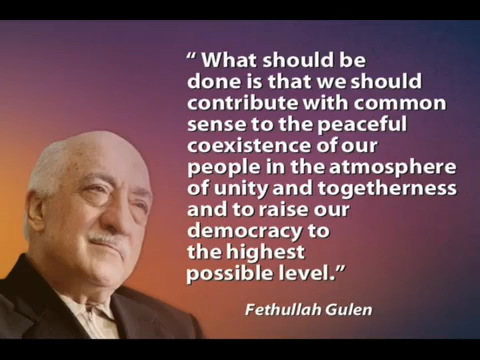 “ What should be
done is that we should
contribute with common
sense to the peaceful
coexistence of our
people in the atmosphere
of unity and togetherness
and to raise our
democracy to
the highest
possible level.”
Fethullah Gulen